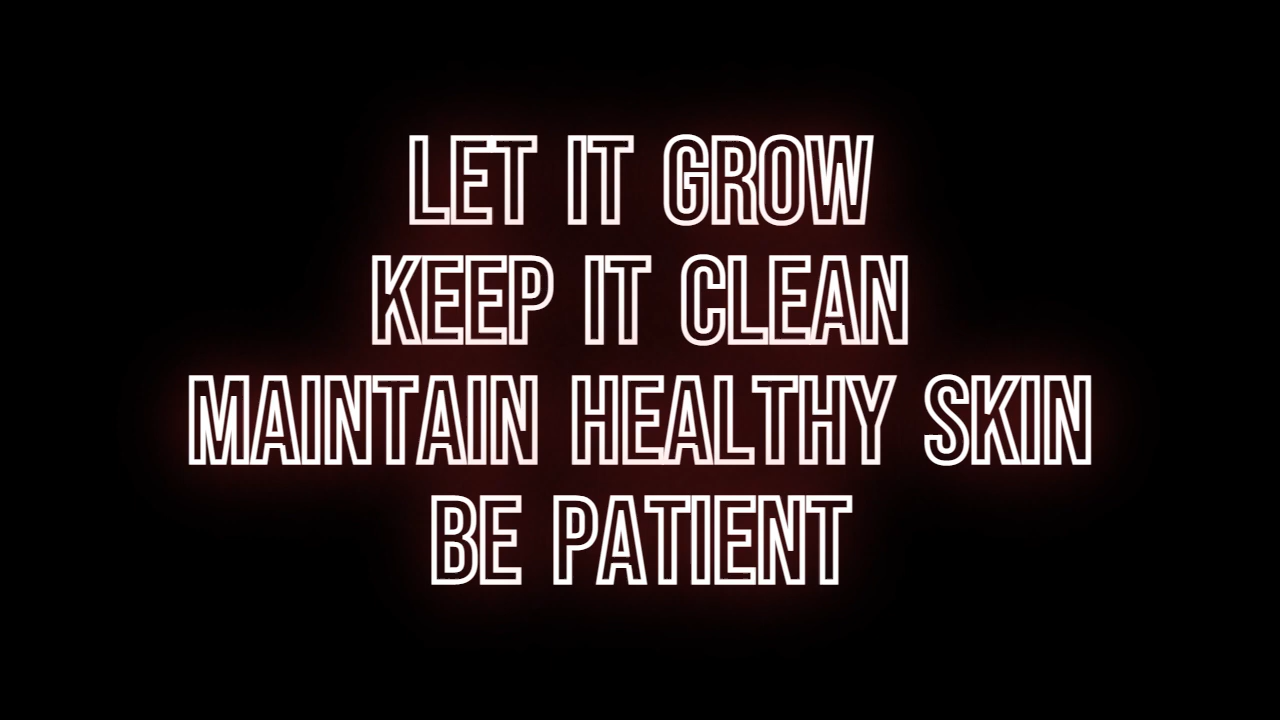 LET IT GROW
KEEP IT CLEAN
MAINTAIN HEALTHY SKIN
BE PATIENT